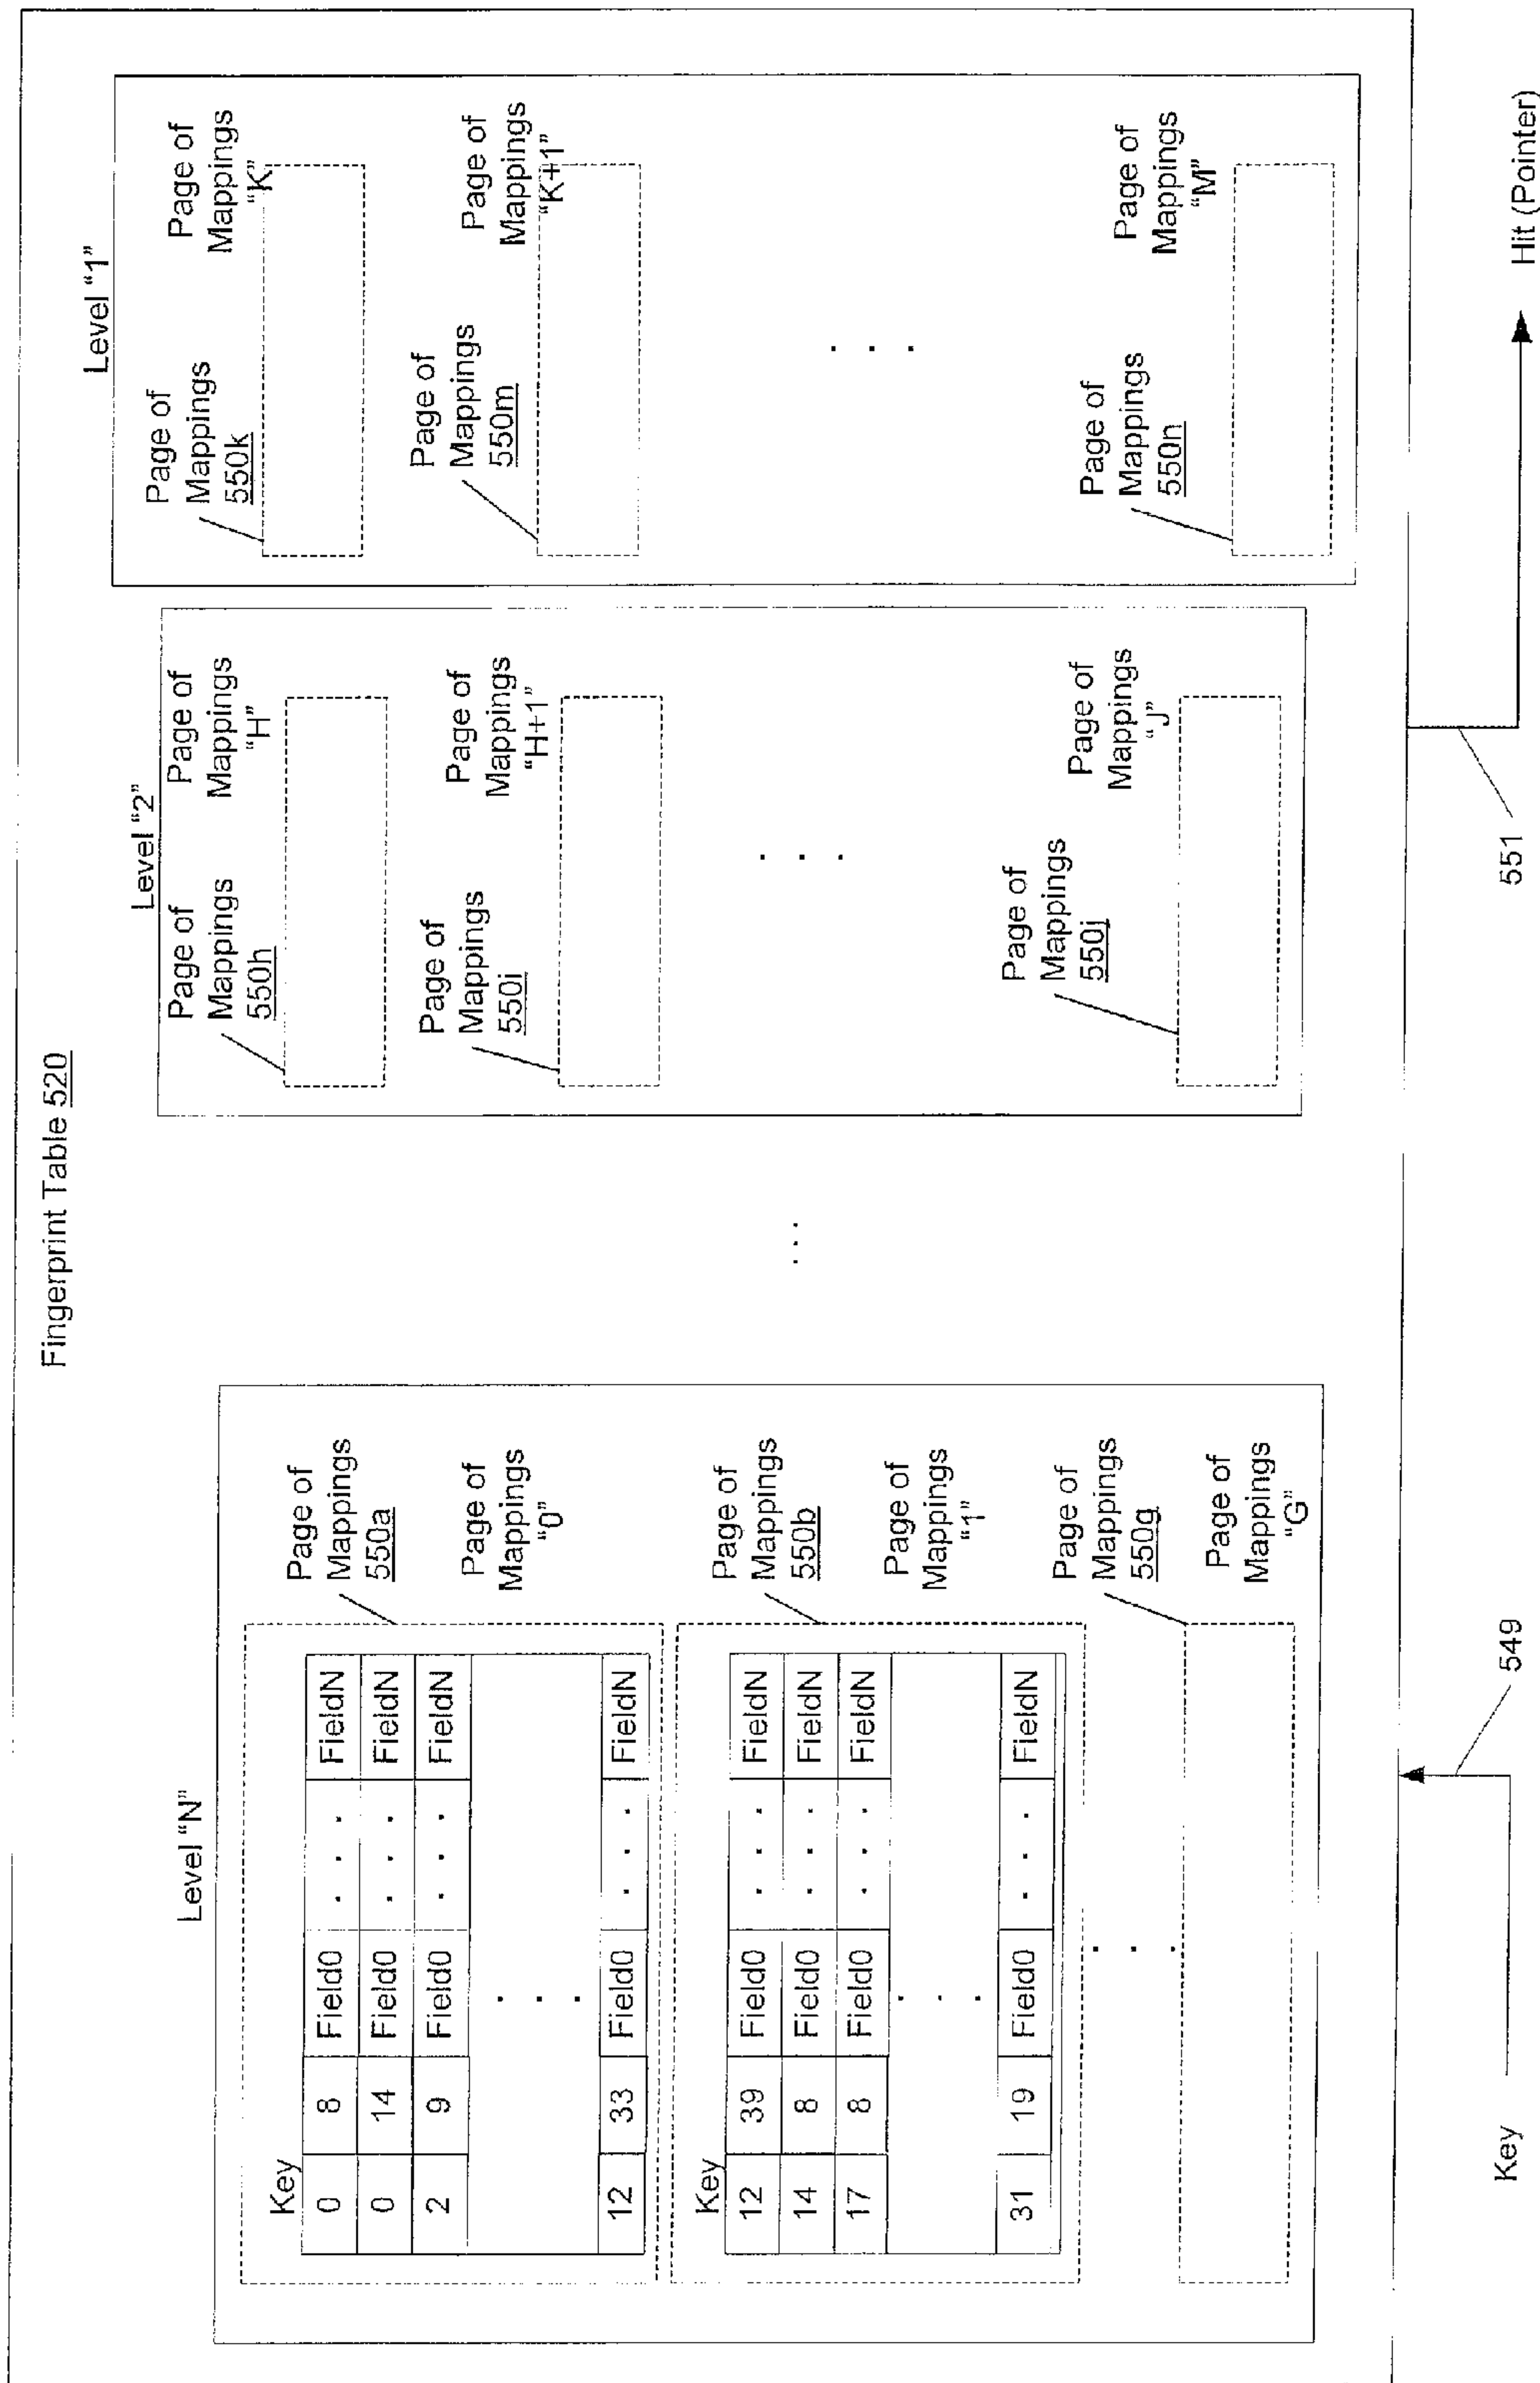 Fingerprint Table 520
Level "N"
Key
0 8 Field0 . . . FieldN
0 14 Field0 . . . FieldN
2 9 Field0 . . . FieldN
. . .
12 33 Field0 . . . FieldN
Page of
Mappings
550a
Page of
Mappings
"0"
Key
12 39 Field0 . . . FieldN
14 8 Field0 . . . FieldN
17 8 Field0 . . . FieldN
. . .
31 19 Field0 . . . FieldN
Page of
Mappings
550b
Page of
Mappings
"1"
. . .
Page of
Mappings
550g
Page of
Mappings
"G"
. . .
Level "2"
Page of
Mappings
550h
Page of
Mappings
"H"
Page of
Mappings
550i
Page of
Mappings
"H+1"
. . .
Page of
Mappings
550j
Page of
Mappings
"J"
Level "1"
Page of
Mappings
550k
Page of
Mappings
"K"
Page of
Mappings
550m
Page of
Mappings
"K+1"
. . .
Page of
Mappings
550n
Page of
Mappings
"M"
Key
549
551
Hit (Pointer)